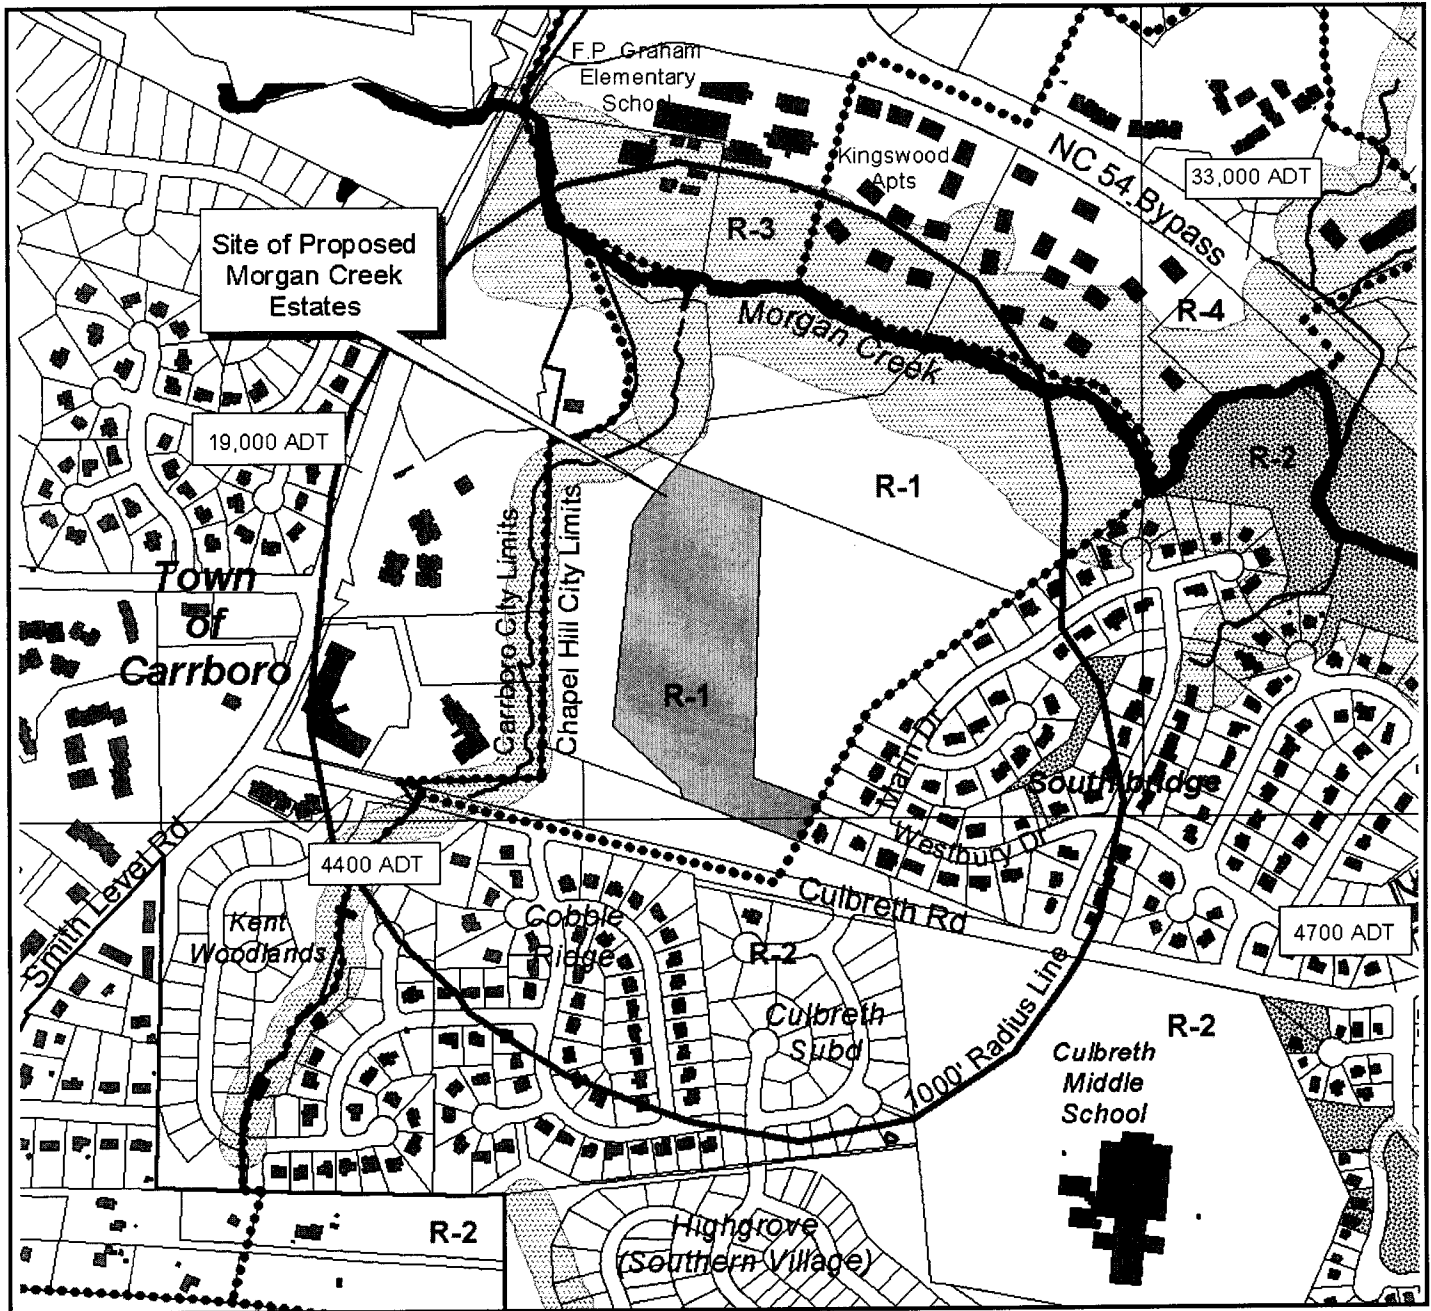 F.P. Graham
Elementary
School
Kingswood
Apts
NC 54 Bypass
33,000 ADT
R-3
Site of Proposed
Morgan Creek
Estates
R-4
Morgan Creek
19,000 ADT
R-2
R-1
Carrboro City Limits
Chapel Hill City Limits
Town
of
Carrboro
R-1
Marin Dr
Southbridge
Westbury Dr
Smith Level Rd
4400 ADT
Culbreth Rd
Kent
Woodlands
Cobble
Ridge
R-2
4700 ADT
Culbreth
Subd
1000' Radius Line
R-2
Culbreth
Middle
School
R-2
Highgrove
(Southern Village)